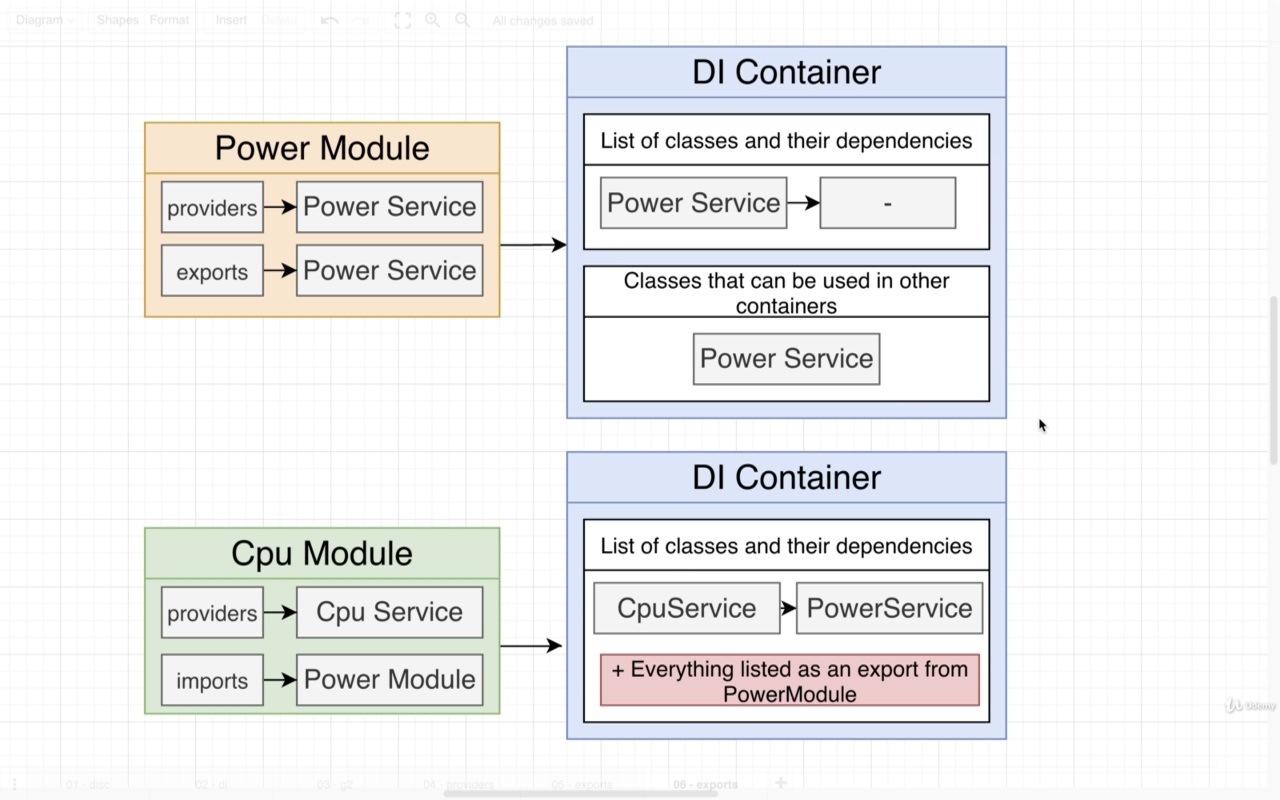 Diagram Shapes Format Insert Delete All changes saved
DI Container
List of classes and their dependencies
Power Service -
Classes that can be used in other
containers
Power Service
Power Module
providers Power Service
exports Power Service
DI Container
List of classes and their dependencies
CpuService PowerService
+ Everything listed as an export from
PowerModule
Cpu Module
providers Cpu Service
imports Power Module
Udemy
01 - disc 02 - di 03 - g2 04 - providers 05 - exports 06 - exports